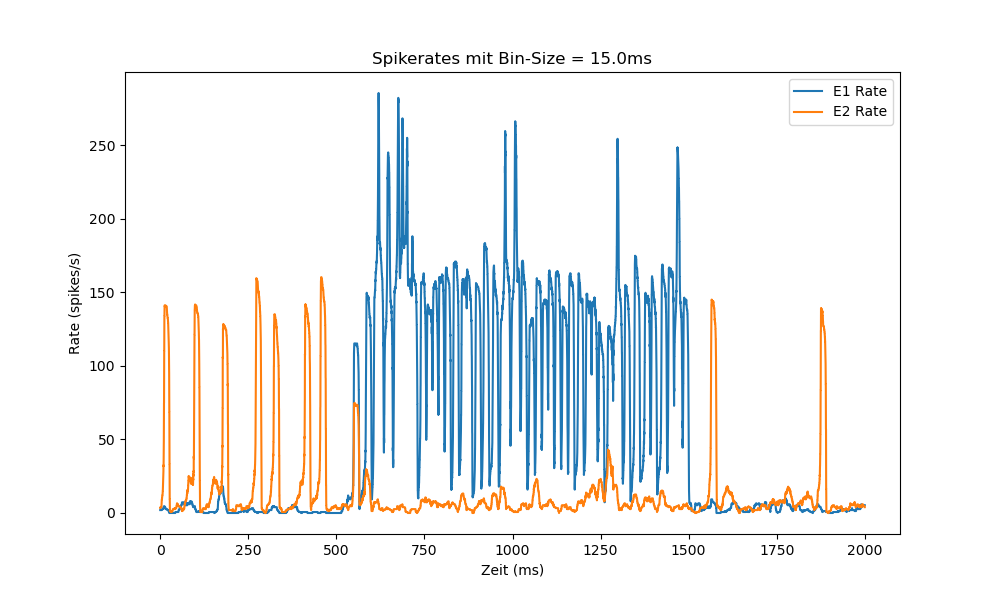 Spikerates mit Bin-Size = 15.0ms
E1 Rate
E2 Rate
250
200
150
100
50
0
Rate (spikes/s)
0 250 500 750 1000 1250 1500 1750 2000
Zeit (ms)